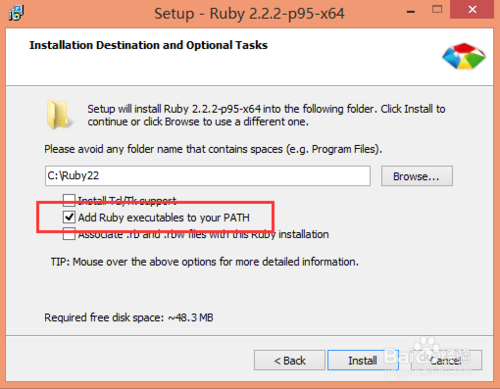 Setup - Ruby 2.2.2-p95-x64
Installation Destination and Optional Tasks
Setup will install Ruby 2.2.2-p95-x64 into the following folder. Click Install to
continue or click Browse to use a different one.
Please avoid any folder name that contains spaces (e.g. Program Files).
C:\Ruby22
Browse...
Install Tcl/Tk support
Add Ruby executables to your PATH
Associate .rb and .rbw files with this Ruby installation
TIP: Mouse over the above options for more detailed information.
Required free disk space: ~48.3 MB
< Back
Install
Cancel